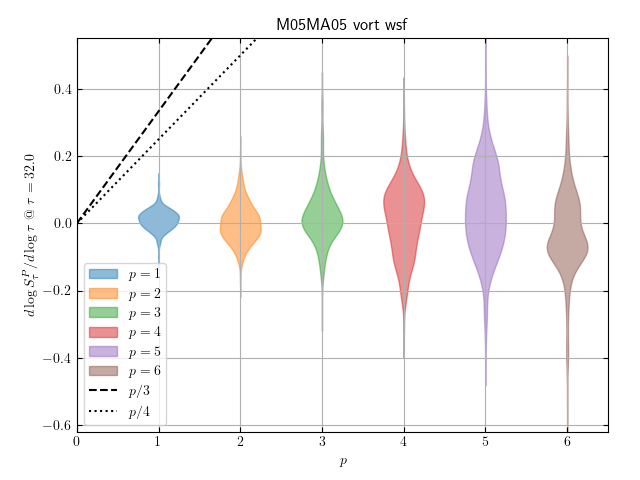 M05MA05 vort wsf
d log S_τ^p / d log τ @ τ = 32.0
0.4
0.2
0.0
−0.2
−0.4
−0.6
p = 1
p = 2
p = 3
p = 4
p = 5
p = 6
p/3
p/4
0 1 2 3 4 5 6
p